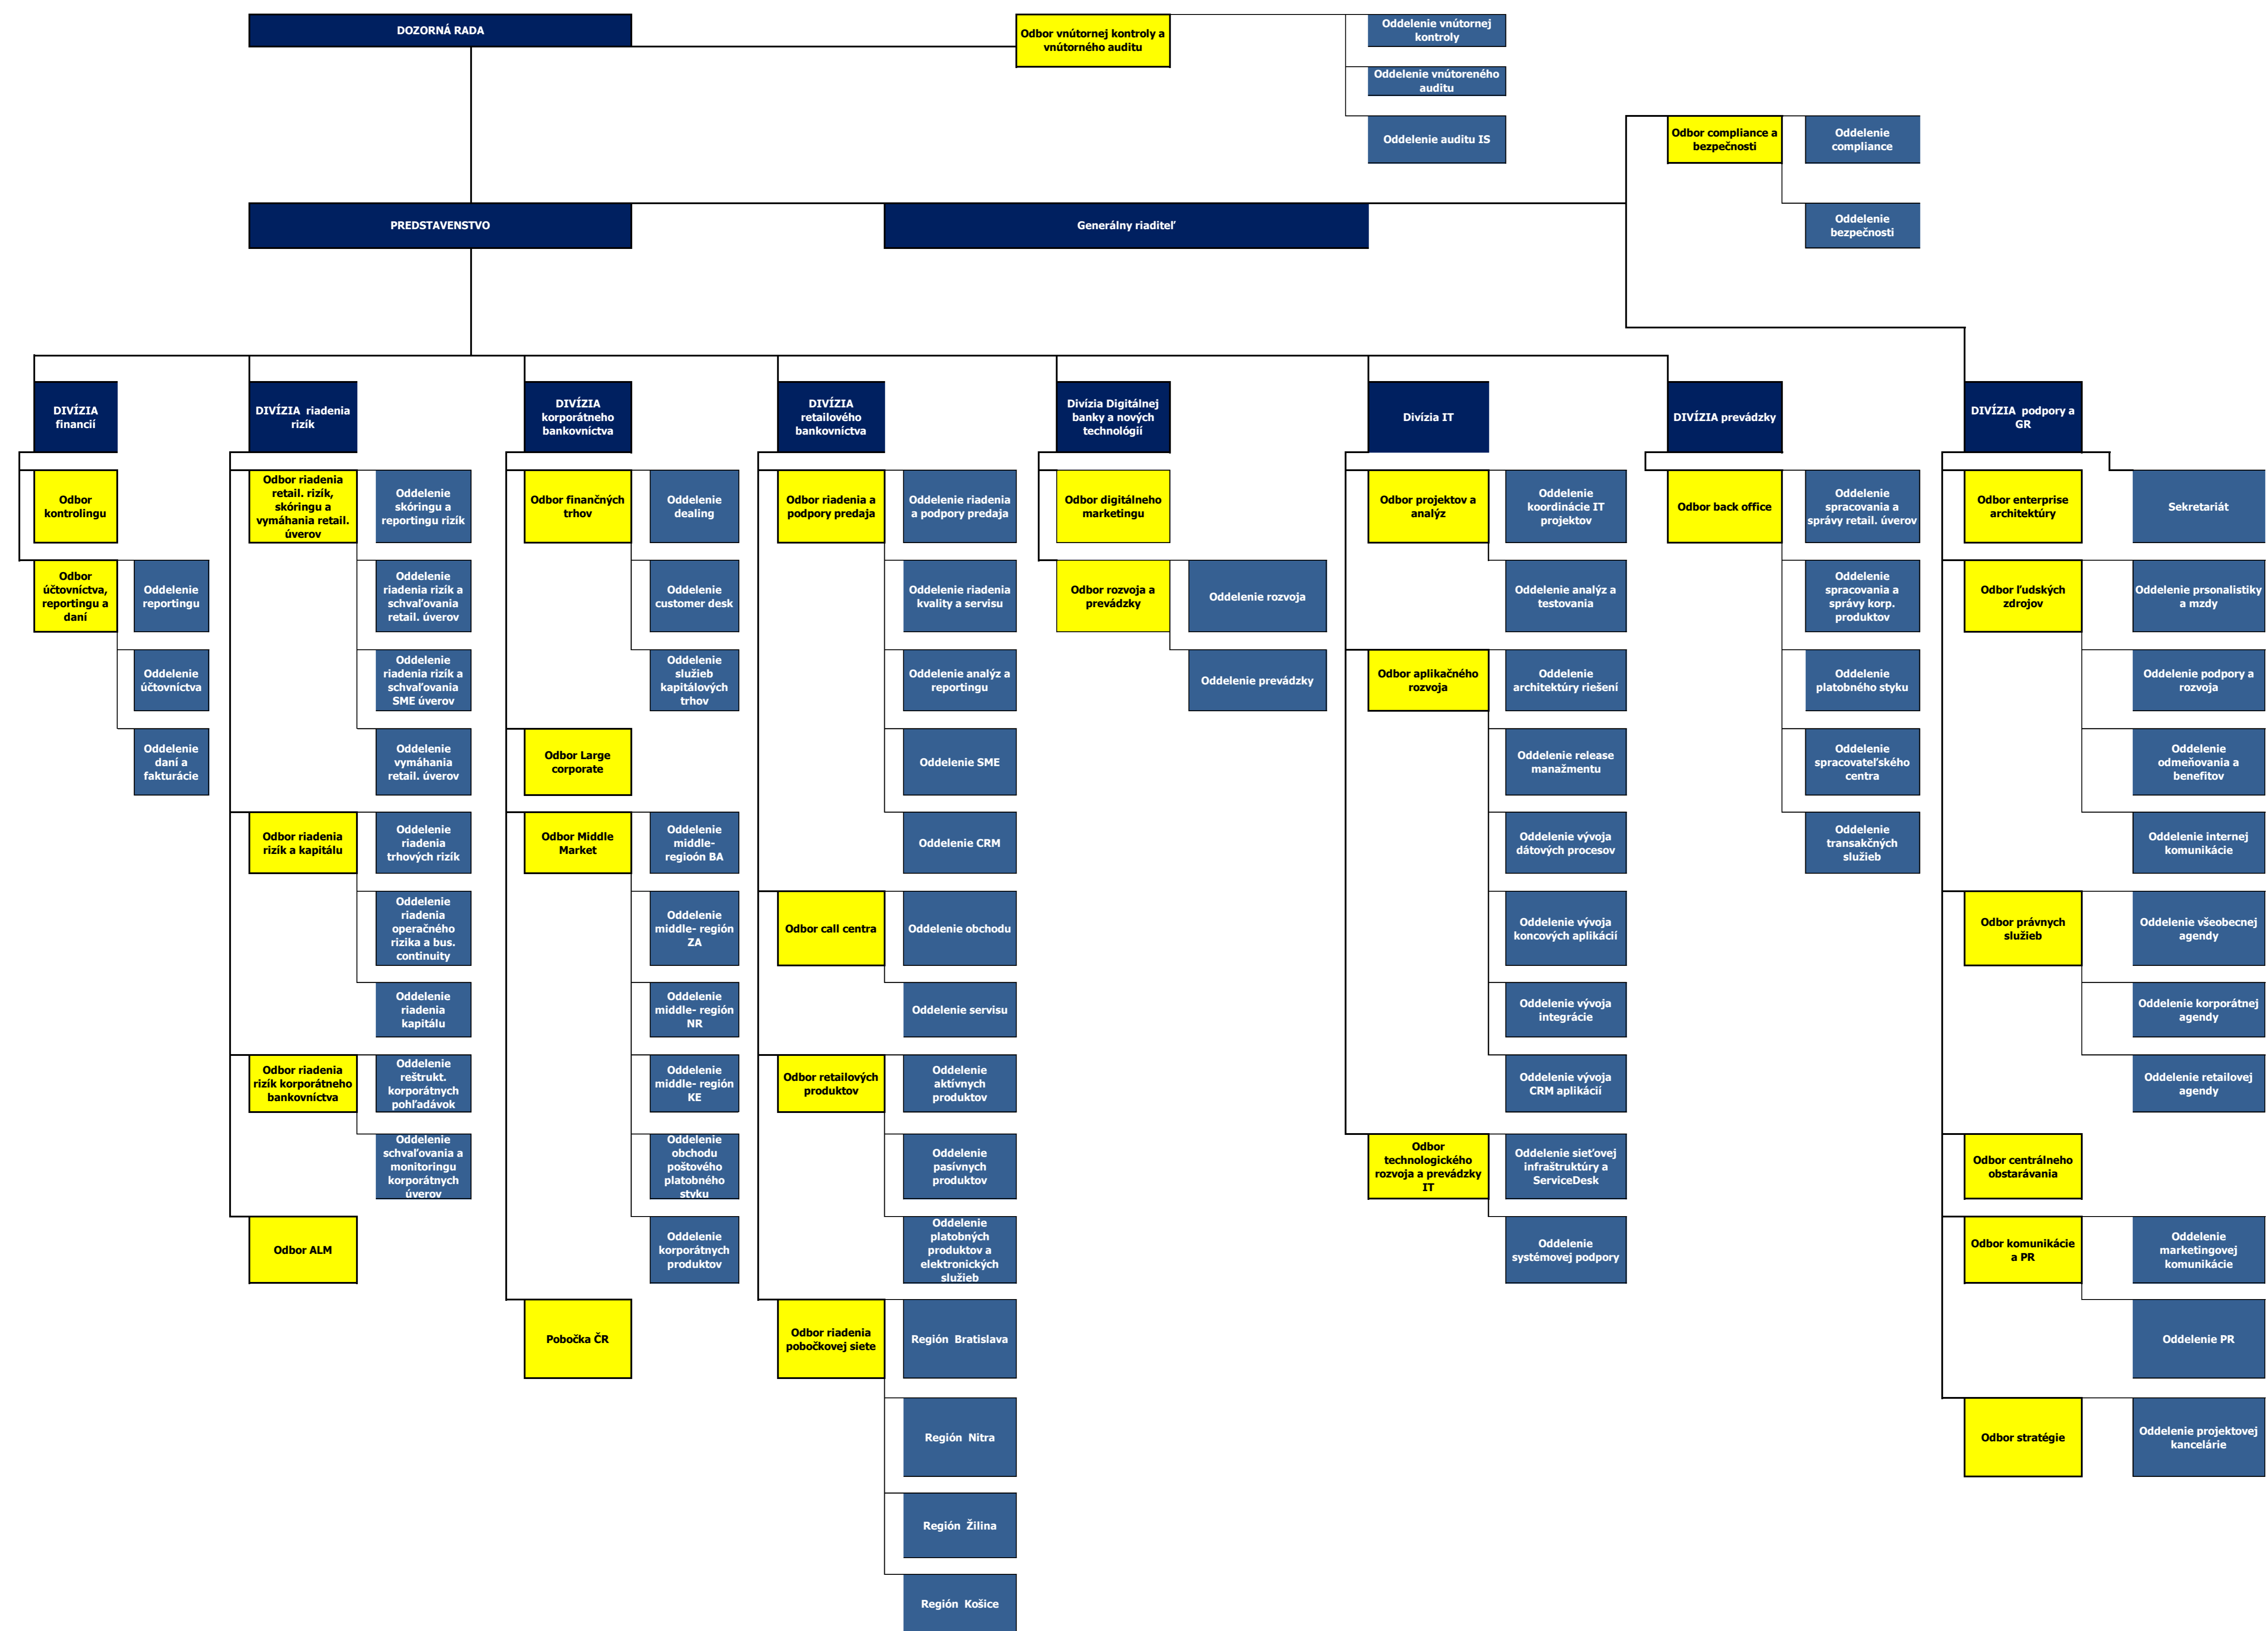 DOZORNÁ RADA
Odbor vnútornej kontroly a
vnútorného auditu
Oddelenie vnútornej
kontroly
Oddelenie vnútoreného
auditu
Oddelenie auditu IS
Odbor compliance a
bezpečnosti
Oddelenie
compliance
Oddelenie
bezpečnosti
PREDSTAVENSTVO
Generálny riaditeľ
DIVÍZIA
financií
DIVÍZIA  riadenia
rizík
DIVÍZIA
korporátneho
bankovníctva
DIVÍZIA
retailového
bankovníctva
Divízia Digitálnej
banky a nových
technológií
Divízia IT
DIVÍZIA prevádzky
DIVÍZIA  podpory a
GR
Odbor
kontrolingu
Odbor
účtovníctva,
reportingu a
daní
Oddelenie
reportingu
Oddelenie
účtovníctva
Oddelenie
daní a
fakturácie
Odbor riadenia
retail. rizík,
skóringu a
vymáhania retail.
úverov
Oddelenie
skóringu a
reportingu rizík
Oddelenie
riadenia rizík a
schvaľovania
retail. úverov
Oddelenie
riadenia rizík a
schvaľovania
SME úverov
Oddelenie
vymáhania
retail. úverov
Odbor riadenia
rizík a kapitálu
Oddelenie
riadenia
trhových rizík
Oddelenie
riadenia
operačného
rizika a bus.
continuity
Oddelenie
riadenia
kapitálu
Odbor riadenia
rizík korporátneho
bankovníctva
Oddelenie
reštrukt.
korporátnych
pohľadávok
Oddelenie
schvaľovania a
monitoringu
korporátnych
úverov
Odbor ALM
Odbor finančných
trhov
Oddelenie
dealing
Oddelenie
customer desk
Oddelenie
služieb
kapitálových
trhov
Odbor Large
corporate
Odbor Middle
Market
Oddelenie
middle-
regioón BA
Oddelenie
middle- región
ZA
Oddelenie
middle- región
NR
Oddelenie
middle- región
KE
Oddelenie
obchodu
poštového
platobného
styku
Oddelenie
korporátnych
produktov
Pobočka ČR
Odbor riadenia a
podpory predaja
Oddelenie riadenia
a podpory predaja
Oddelenie riadenia
kvality a servisu
Oddelenie analýz a
reportingu
Oddelenie SME
Oddelenie CRM
Odbor call centra
Oddelenie obchodu
Oddelenie servisu
Odbor retailových
produktov
Oddelenie
aktívnych
produktov
Oddelenie
pasívnych
produktov
Oddelenie
platobných
produktov a
elektronických
služieb
Odbor riadenia
pobočkovej siete
Región  Bratislava
Región  Nitra
Región  Žilina
Región  Košice
Odbor digitálneho
marketingu
Odbor rozvoja a
prevádzky
Oddelenie rozvoja
Oddelenie prevádzky
Odbor projektov a
analýz
Oddelenie
koordinácie IT
projektov
Oddelenie analýz a
testovania
Odbor aplikačného
rozvoja
Oddelenie
architektúry riešení
Oddelenie release
manažmentu
Oddelenie vývoja
dátových procesov
Oddelenie vývoja
koncových aplikácií
Oddelenie vývoja
integrácie
Oddelenie vývoja
CRM aplikácií
Odbor
technologického
rozvoja a prevádzky
IT
Oddelenie sieťovej
infraštruktúry a
ServiceDesk
Oddelenie
systémovej podpory
Odbor back office
Oddelenie
spracovania a
správy retail. úverov
Oddelenie
spracovania a
správy korp.
produktov
Oddelenie
platobného styku
Oddelenie
spracovateľského
centra
Oddelenie
transakčných
služieb
Odbor enterprise
architektúry
Sekretariát
Odbor ľudských
zdrojov
Oddelenie prsonalistiky
a mzdy
Oddelenie podpory a
rozvoja
Oddelenie
odmeňovania a
benefitov
Oddelenie internej
komunikácie
Odbor právnych
služieb
Oddelenie všeobecnej
agendy
Oddelenie korporátnej
agendy
Oddelenie retailovej
agendy
Odbor centrálneho
obstarávania
Odbor komunikácie
a PR
Oddelenie
marketingovej
komunikácie
Oddelenie PR
Odbor stratégie
Oddelenie projektovej
kancelárie